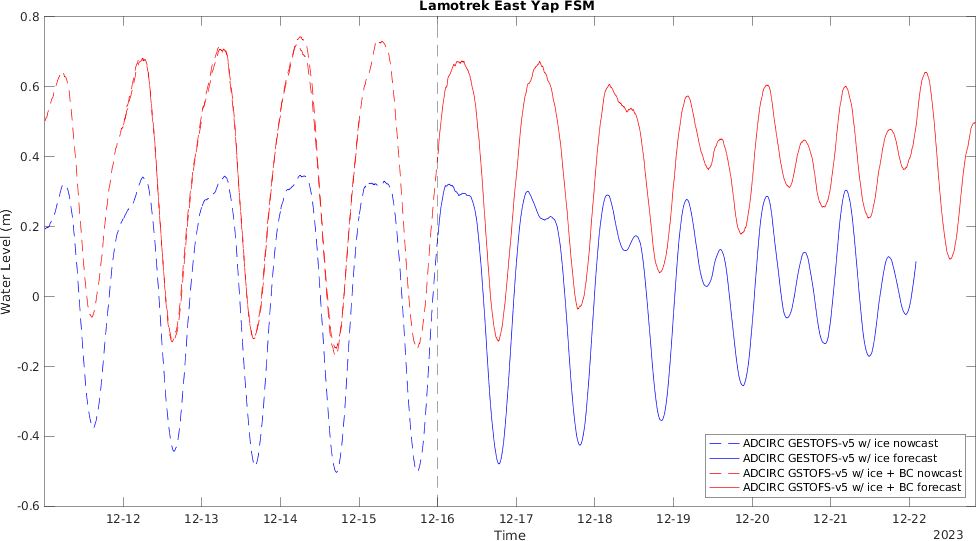 Lamotrek East Yap FSM
0.8
0.6
0.4
0.2
0
-0.2
-0.4
-0.6
Water Level (m)
ADCIRC GESTOFS-v5 w/ ice nowcast
ADCIRC GESTOFS-v5 w/ ice forecast
ADCIRC GSTOFS-v5 w/ ice + BC nowcast
ADCIRC GSTOFS-v5 w/ ice + BC forecast
12-12 12-13 12-14 12-15 12-16 12-17 12-18 12-19 12-20 12-21 12-22
Time
2023